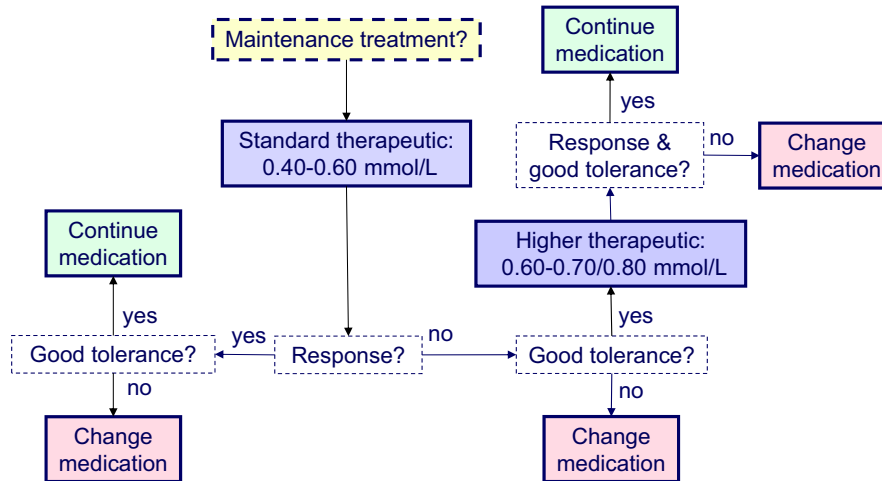 Maintenance treatment?
Continue
medication
yes
Standard therapeutic:
0.40-0.60 mmol/L
Response &
good tolerance?
no
Change
medication
Continue
medication
Higher therapeutic:
0.60-0.70/0.80 mmol/L
yes
yes
no
yes
Good tolerance?
Response?
Good tolerance?
no
no
Change
medication
Change
medication